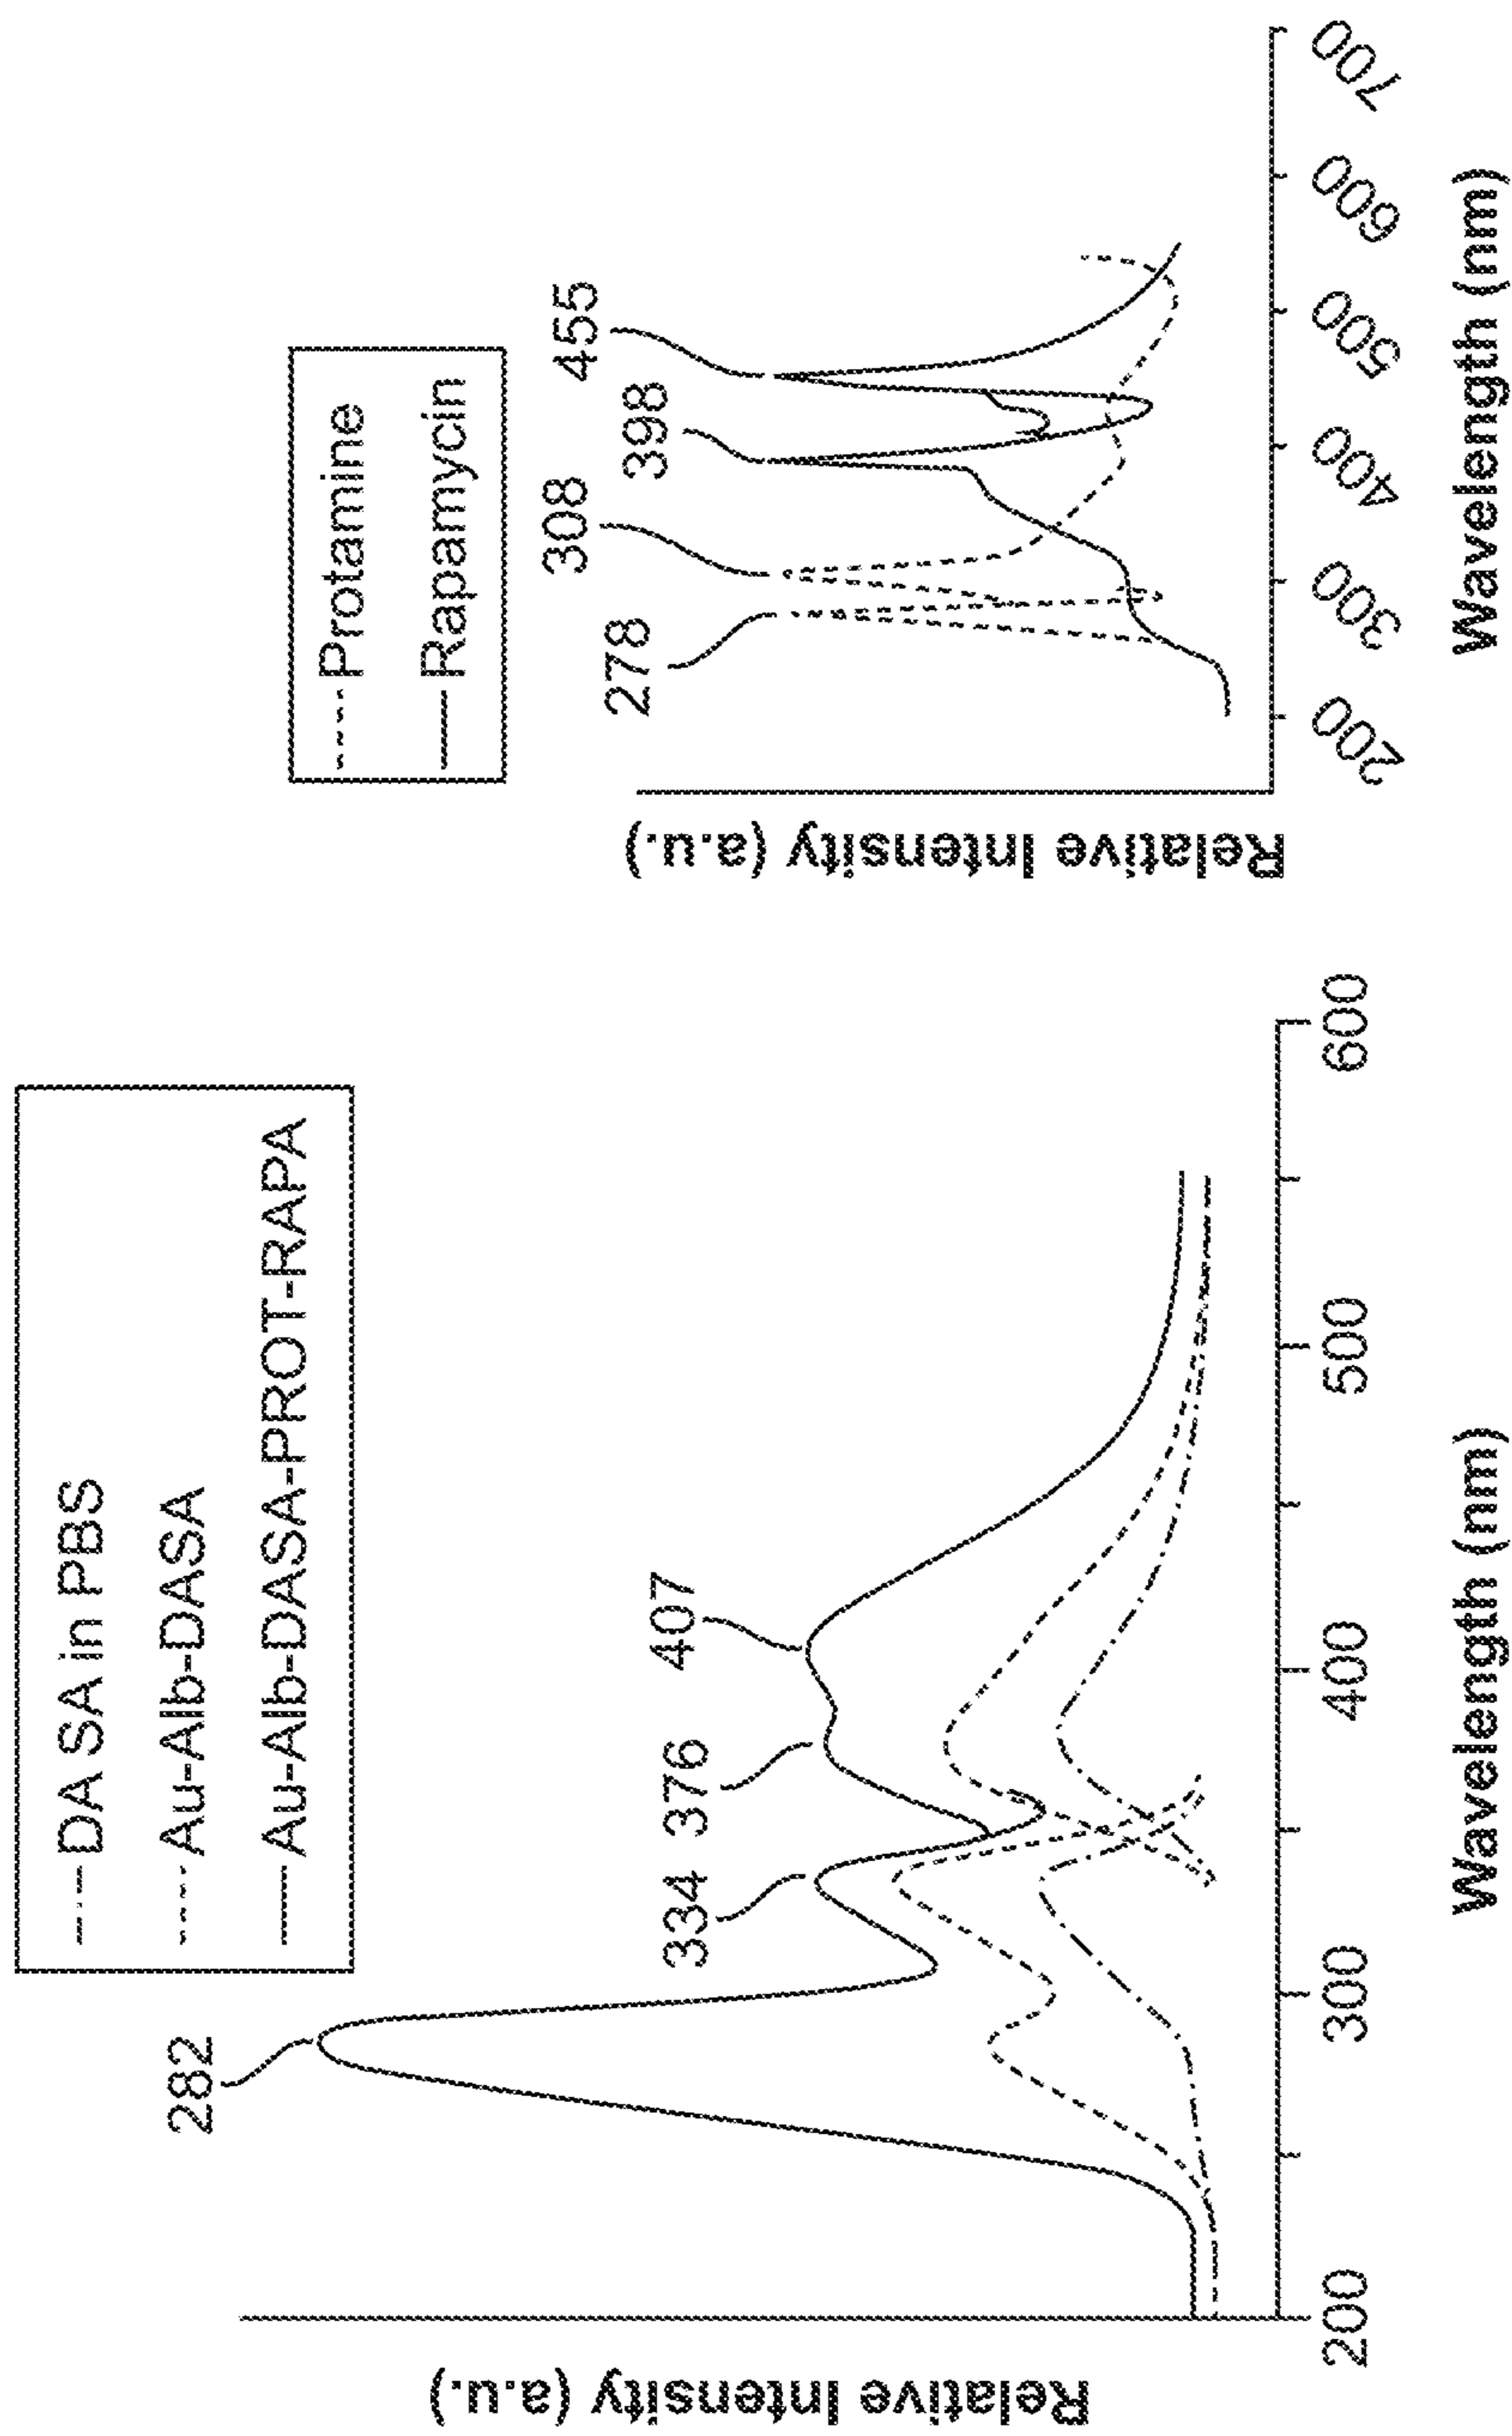 DA SA in PBS
Au-Alb-DASA
Au-Alb-DASA-PROT-RAPA
Relative Intensity (a.u.)
282
334
376
407
200
300
400
500
600
Wavelength (nm)
Protamine
Rapamycin
Relative Intensity (a.u.)
278
308
398
455
200
300
400
500
600
700
Wavelength (nm)